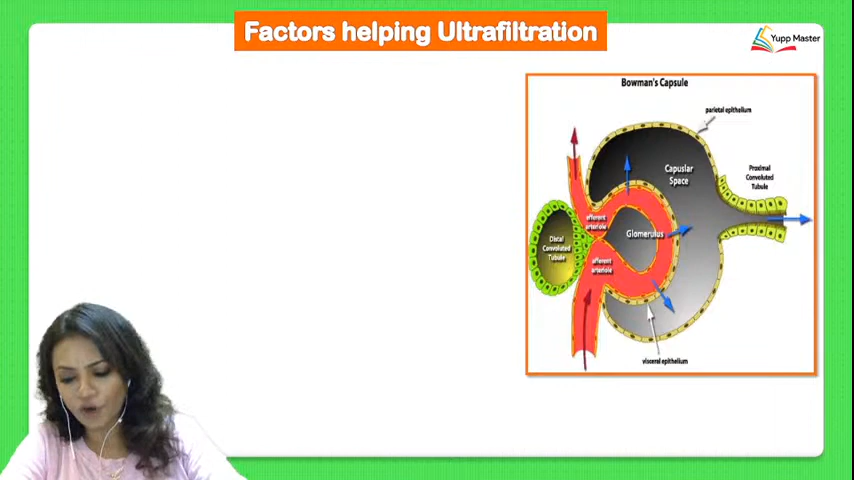 Factors helping Ultrafiltration
Yupp Master
Bowman's Capsule
parietal epithelium
Capuslar
Space
Proximal
Convoluted
Tubule
efferent
arteriole
Distal
Convoluted
Tubule
Glomerulus
afferent
arteriole
visceral epithelium